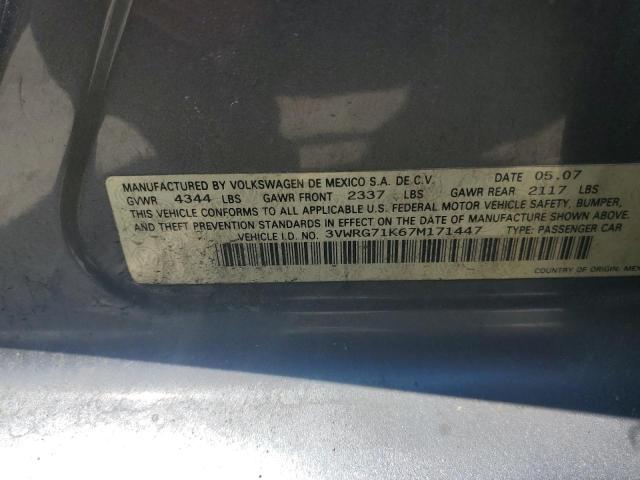 MANUFACTURED BY VOLKSWAGEN DE MEXICO S.A. DE C.V. DATE 05.07
GVWR 4344 LBS GAWR FRONT 2337 LBS GAWR REAR 2117 LBS
THIS VEHICLE CONFORMS TO ALL APPLICABLE U.S. FEDERAL MOTOR VEHICLE SAFETY, BUMPER,
AND THEFT PREVENTION STANDARDS IN EFFECT ON THE DATE OF MANUFACTURE SHOWN ABOVE.
VEHICLE I.D. NO. 3VWRG71K67M171447 TYPE: PASSENGER CAR
COUNTRY OF ORIGIN: